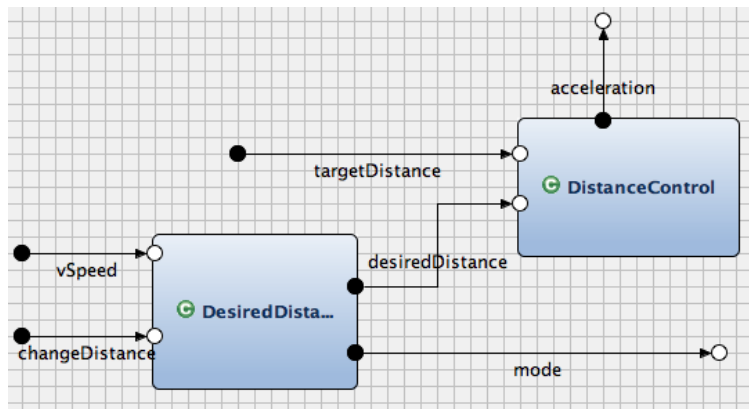 acceleration
targetDistance
C DistanceControl
desiredDistance
vSpeed
C DesiredDista...
changeDistance
mode